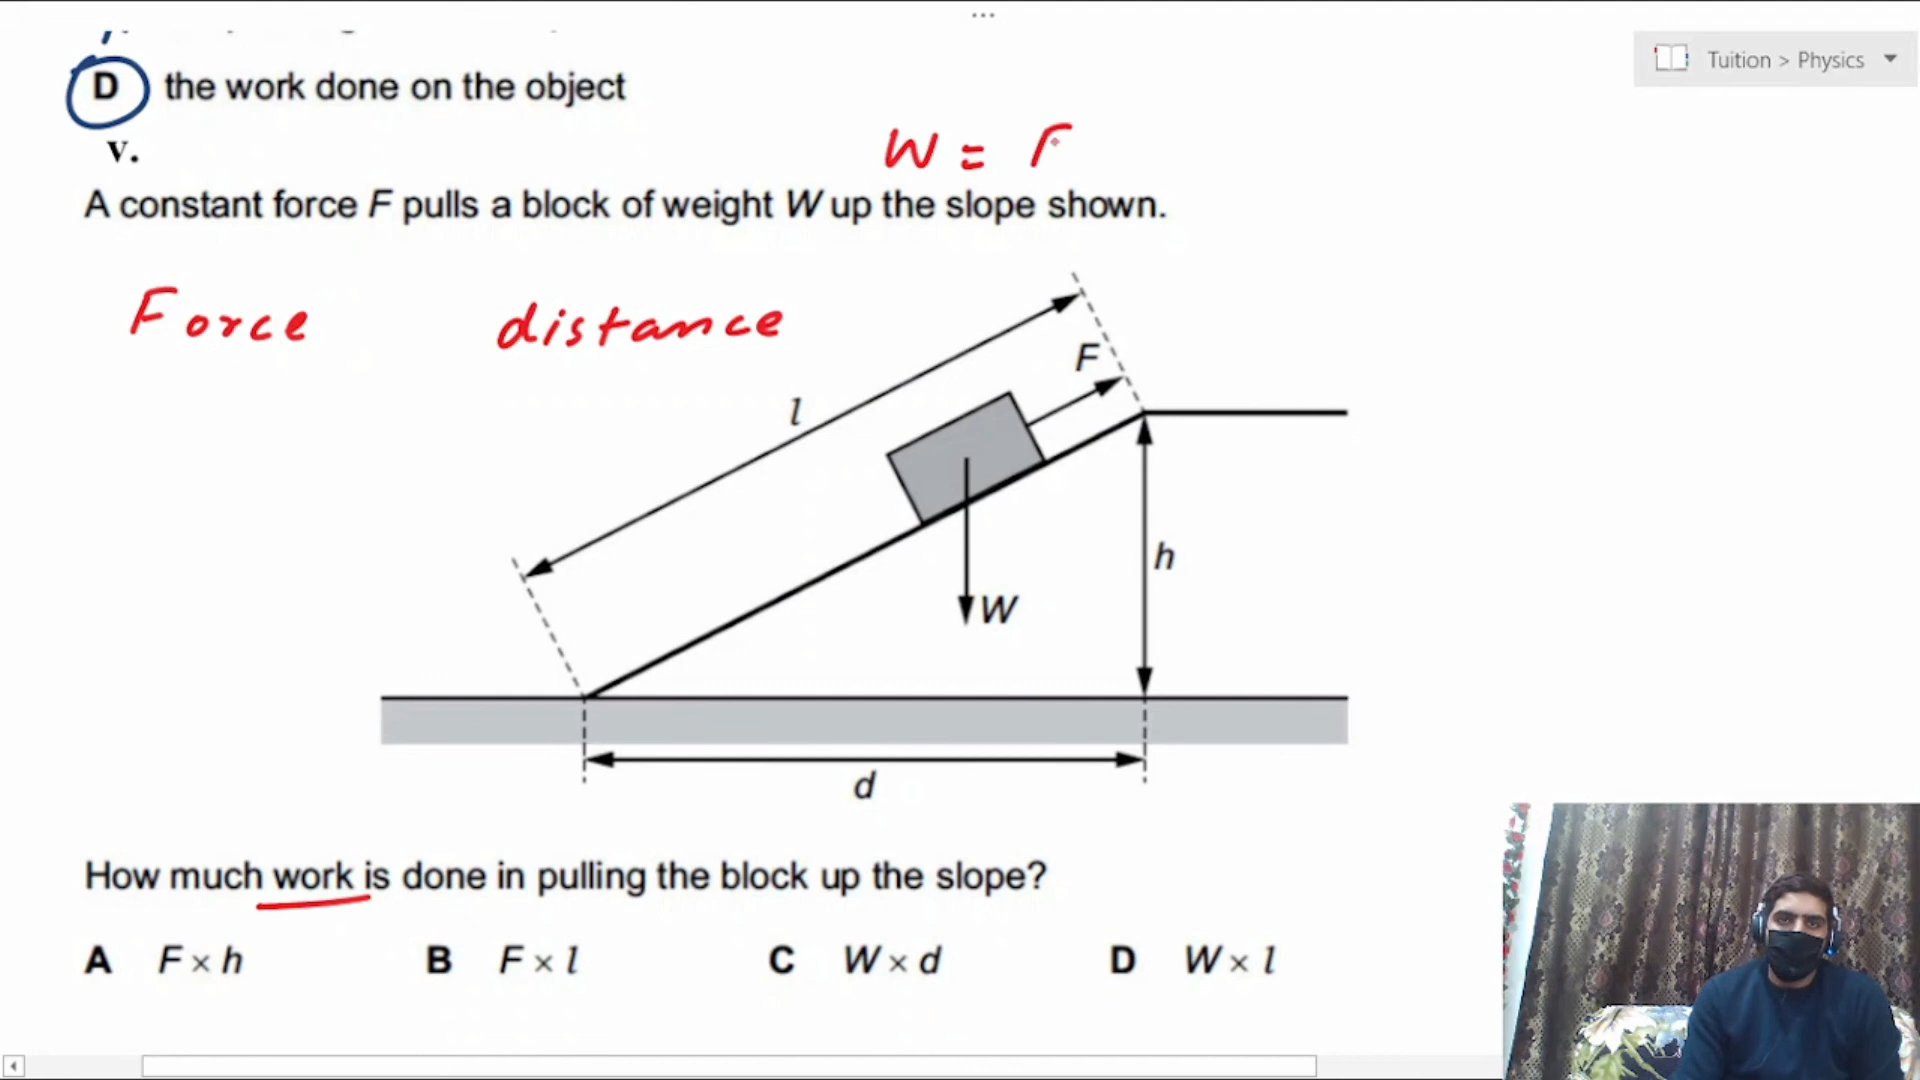 ...
Tuition > Physics
D the work done on the object
v.
W = F
A constant force F pulls a block of weight W up the slope shown.
Force distance
F
l
h
W
d
How much work is done in pulling the block up the slope?
A F × h B F × l C W × d D W × l